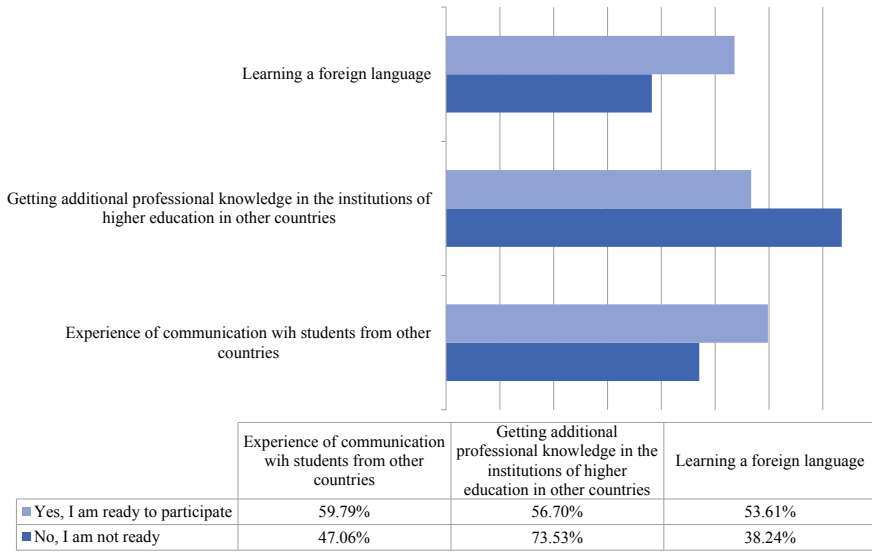 Learning a foreign language
Getting additional professional knowledge in the institutions of
higher education in other countries
Experience of communication wih students from other
countries
Experience of communication
wih students from other
countries
Getting additional
professional knowledge in the
institutions of higher
education in other countries
Learning a foreign language
Yes, I am ready to participate 59.79% 56.70% 53.61%
No, I am not ready 47.06% 73.53% 38.24%